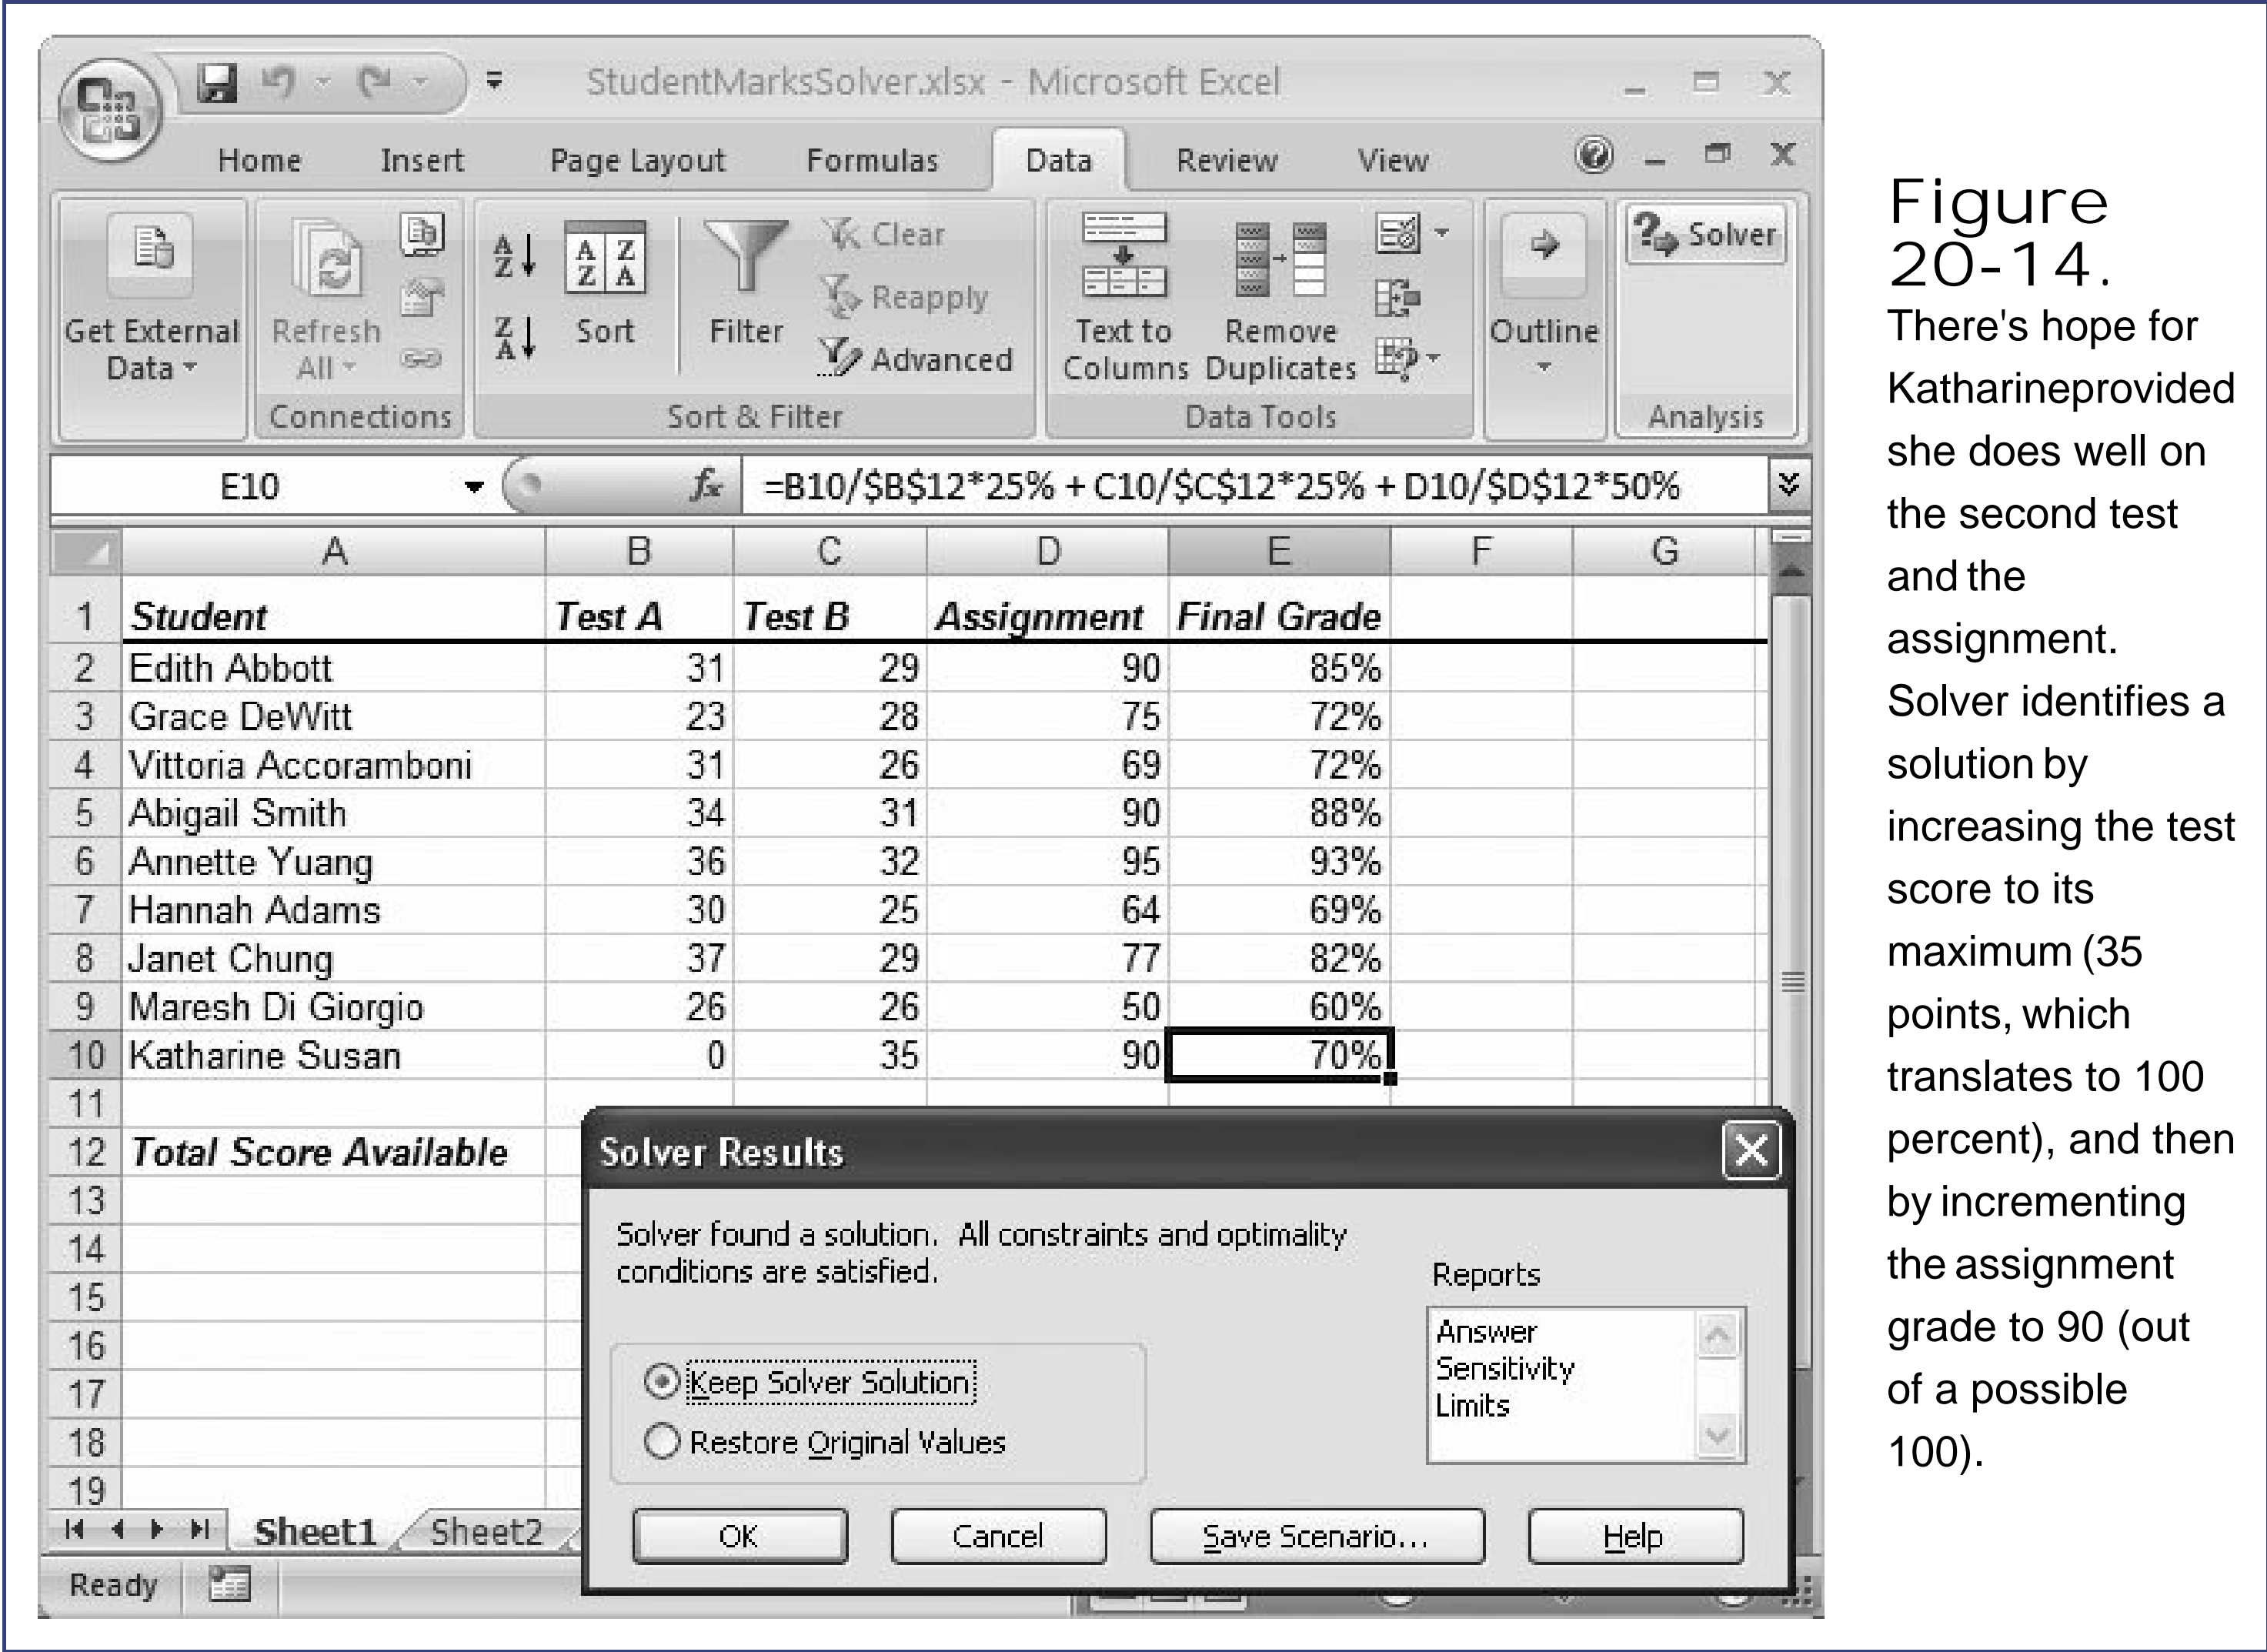 StudentMarksSolver.xlsx - Microsoft Excel
Home Insert Page Layout Formulas Data Review View
Get External Data
Refresh All
Connections
A Z
Z A
A Z Z A
Sort
Filter
Clear
Reapply
Advanced
Sort & Filter
Text to Columns
Remove Duplicates
Data Tools
Outline
Solver
Analysis
E10 fx =B10/$B$12*25% + C10/$C$12*25% + D10/$D$12*50%
A B C D E F G
1 Student Test A Test B Assignment Final Grade
2 Edith Abbott 31 29 90 85%
3 Grace DeWitt 23 28 75 72%
4 Vittoria Accoramboni 31 26 69 72%
5 Abigail Smith 34 31 90 88%
6 Annette Yuang 36 32 95 93%
7 Hannah Adams 30 25 64 69%
8 Janet Chung 37 29 77 82%
9 Maresh Di Giorgio 26 26 50 60%
10 Katharine Susan 0 35 90 70%
11
12 Total Score Available
13
14
15
16
17
18
19
Solver Results
Solver found a solution. All constraints and optimality
conditions are satisfied.
Reports
Answer
Sensitivity
Limits
Keep Solver Solution
Restore Original Values
OK Cancel Save Scenario... Help
Sheet1 Sheet2
Ready
Figure
20-14.
There's hope for
Katharineprovided
she does well on
the second test
and the
assignment.
Solver identifies a
solution by
increasing the test
score to its
maximum (35
points, which
translates to 100
percent), and then
by incrementing
the assignment
grade to 90 (out
of a possible
100).